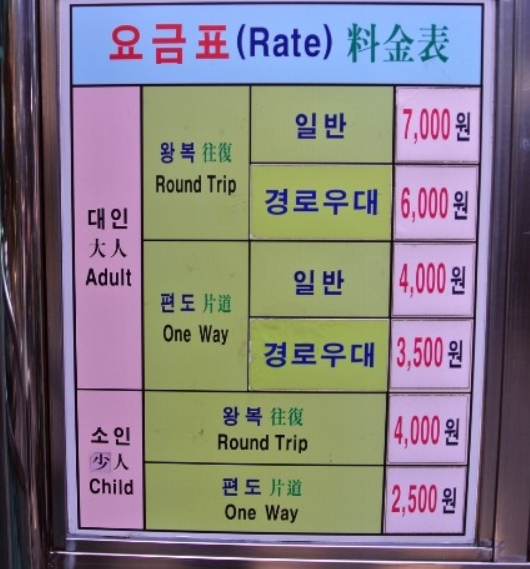 요금표(Rate) 料金表
대인
大人
Adult
왕복 往復
Round Trip
일반
7,000원
경로우대
6,000원
편도 片道
One Way
일반
4,000원
경로우대
3,500원
소인
少人
Child
왕복 往復
Round Trip
4,000원
편도 片道
One Way
2,500원